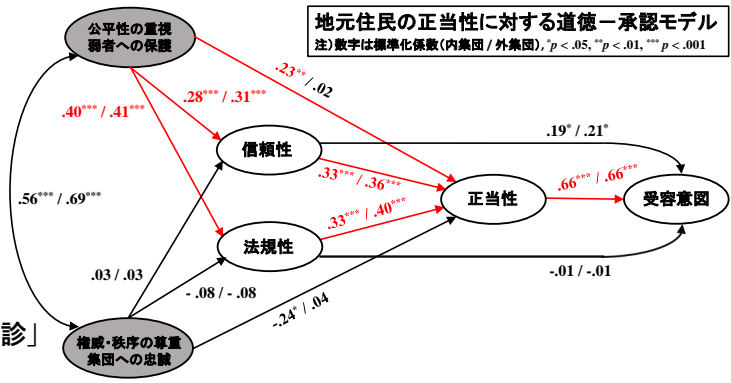 地元住民の正当性に対する道徳－承認モデル
注）数字は標準化係数（内集団 / 外集団）, *p < .05, **p < .01, *** p < .001
公平性の重視
弱者への保護
.23** / .02
.28*** / .31***
.40*** / .41***
.19* / .21*
信頼性
.33*** / .36***
.56*** / .69***
正当性
.66*** / .66***
受容意図
.33*** / .40***
法規性
.03 / .03
- .08 / - .08
-.24* / .04
-.01 / -.01
診」
権威・秩序の尊重
集団への忠誠